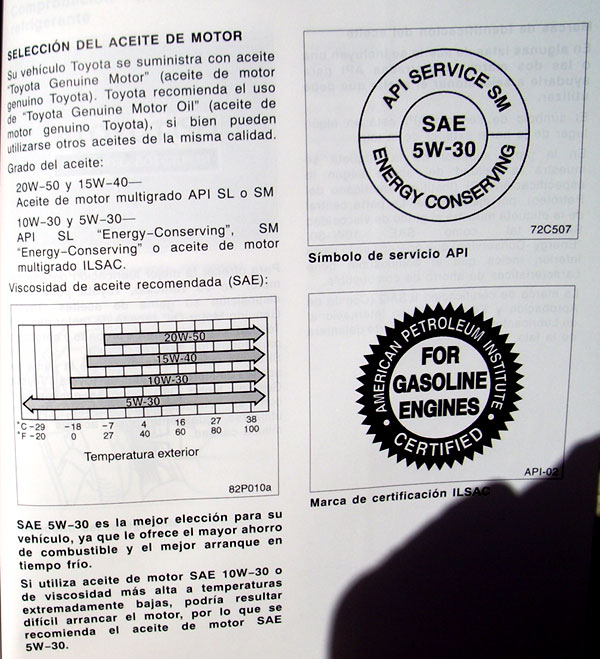 SELECCIÓN DEL ACEITE DE MOTOR
Su vehículo Toyota se suministra con aceite
"Toyota Genuine Motor" (aceite de motor
genuino Toyota). Toyota recomienda el uso
de "Toyota Genuine Motor Oil" (aceite de
motor genuino Toyota), si bien pueden
utilizarse otros aceites de la misma calidad.
Grado del aceite:
20W–50 y 15W–40—
Aceite de motor multigrado API SL o SM
10W–30 y 5W–30—
API SL "Energy–Conserving", SM
"Energy–Conserving" o aceite de motor
multigrado ILSAC.
Viscosidad de aceite recomendada (SAE):
20W–50
15W–40
10W–30
5W–30
°C –29 –18 –7 4 16 27 38
°F –20 0 27 40 60 80 100
Temperatura exterior
82P010a
SAE 5W–30 es la mejor elección para su
vehículo, ya que le ofrece el mayor ahorro
de combustible y el mejor arranque en
tiempo frío.
Si utiliza aceite de motor SAE 10W–30 o
de viscosidad más alta a temperaturas
extremadamente bajas, podría resultar
difícil arrancar el motor, por lo que se
recomienda el aceite de motor SAE
5W–30.
API SERVICE SM
SAE
5W-30
ENERGY CONSERVING
72C507
Símbolo de servicio API
AMERICAN PETROLEUM INSTITUTE
FOR
GASOLINE
ENGINES
CERTIFIED
API-02
Marca de certificación ILSAC